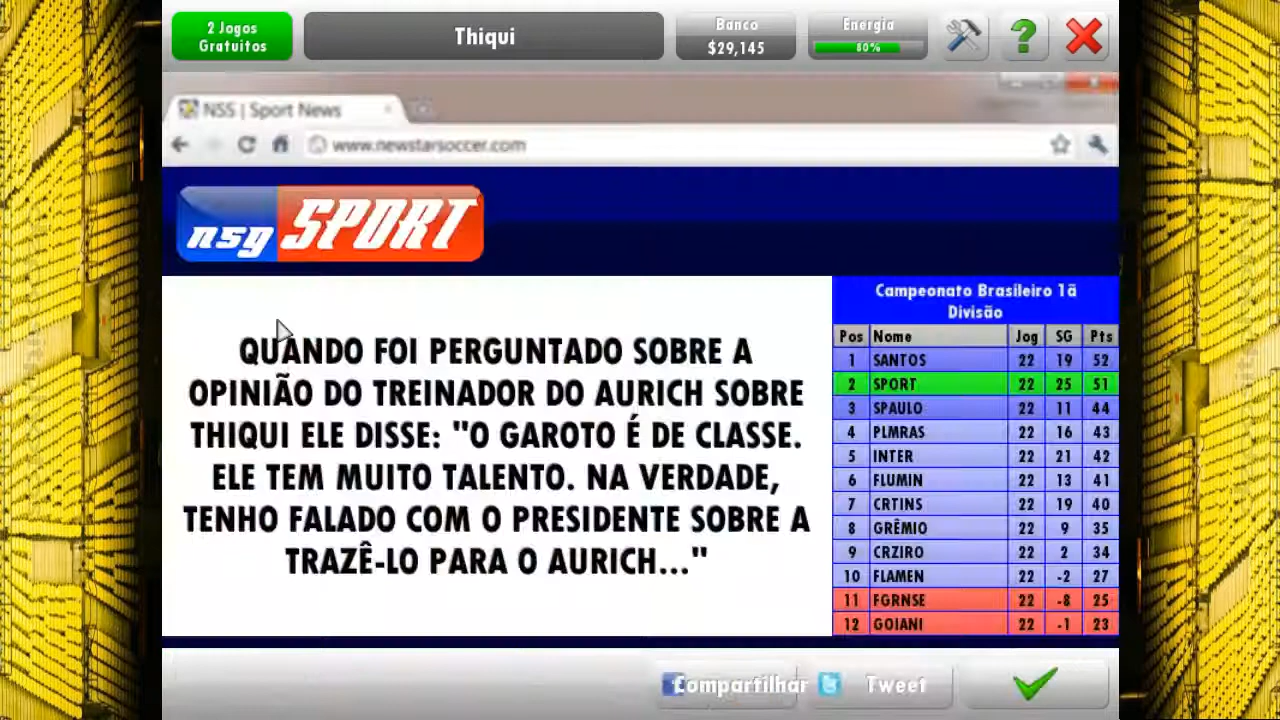 2 Jogos
Gratuitos
Thiqui
Banco
$29,145
Energia
80%
NSS | Sport News
www.newstarsoccer.com
nsg SPORT
QUANDO FOI PERGUNTADO SOBRE A
OPINIÃO DO TREINADOR DO AURICH SOBRE
THIQUI ELE DISSE: "O GAROTO É DE CLASSE.
ELE TEM MUITO TALENTO. NA VERDADE,
TENHO FALADO COM O PRESIDENTE SOBRE A
TRAZÊ-LO PARA O AURICH..."
Campeonato Brasileiro 1ã
Divisão
Pos Nome Jog SG Pts
1 SANTOS 22 19 52
2 SPORT 22 25 51
3 SPAULO 22 11 44
4 PLMRAS 22 16 43
5 INTER 22 21 42
6 FLUMIN 22 13 41
7 CRTINS 22 19 40
8 GRÊMIO 22 9 35
9 CRZIRO 22 2 34
10 FLAMEN 22 -2 27
11 FGRNSE 22 -8 25
12 GOIANI 22 -1 23
Compartilhar
Tweet